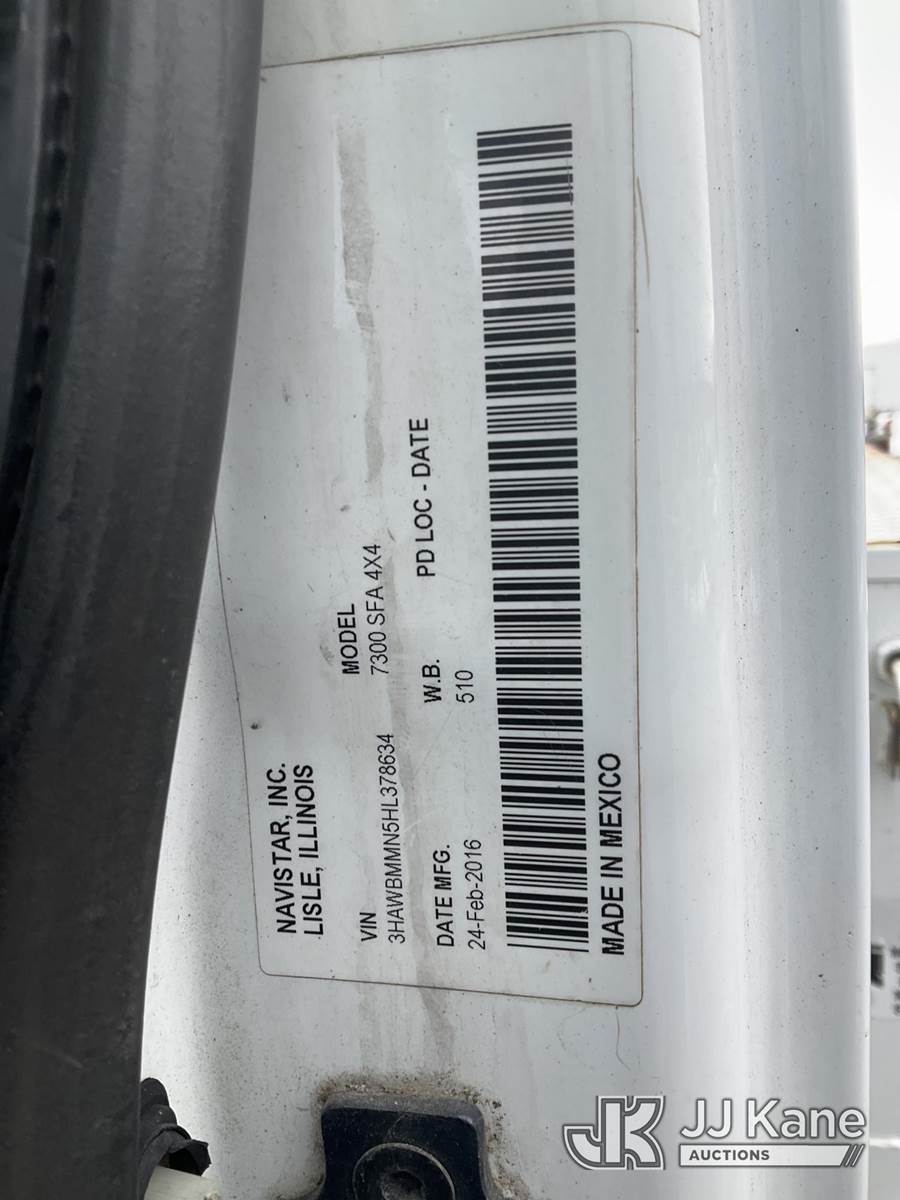 NAVISTAR, INC.
LISLE, ILLINOIS
VIN
3HAWBMMN5HL378634
MODEL
7300 SFA 4X4
DATE MFG.
24-Feb-2016
W.B.
510
PD LOC - DATE
MADE IN MEXICO
JK JJ Kane
AUCTIONS